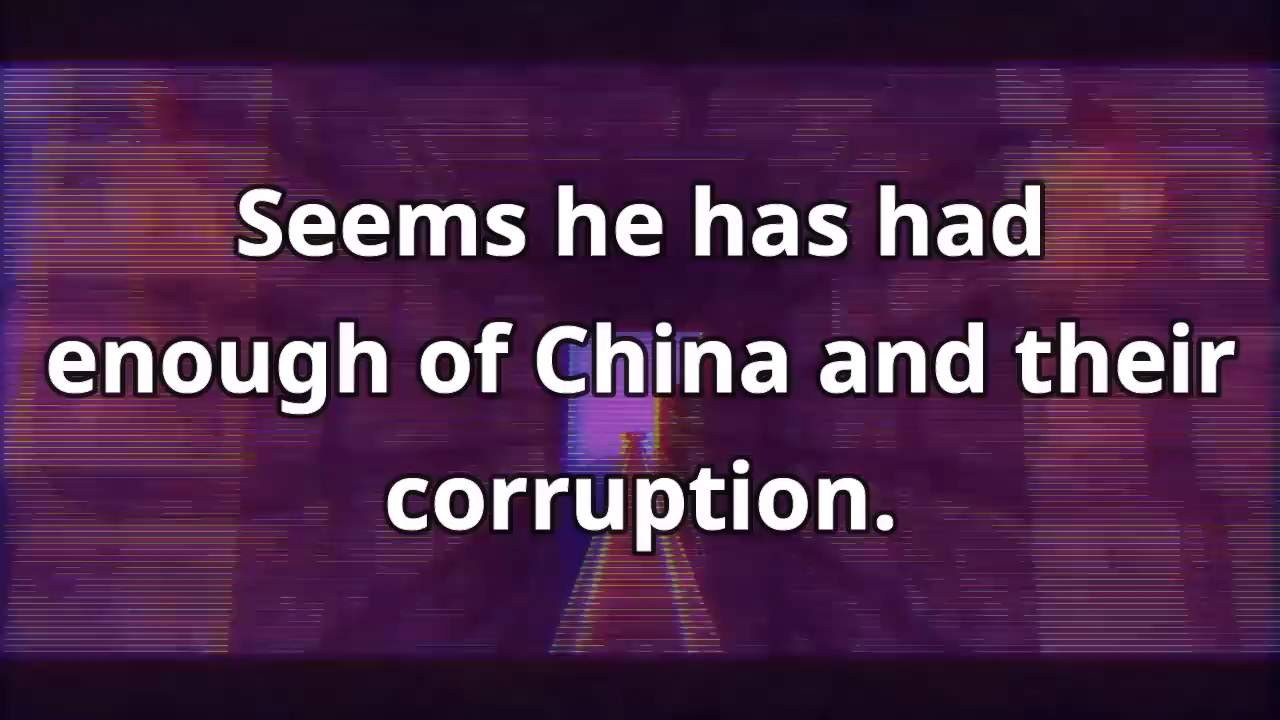 Seems he has had
enough of China and their
corruption.